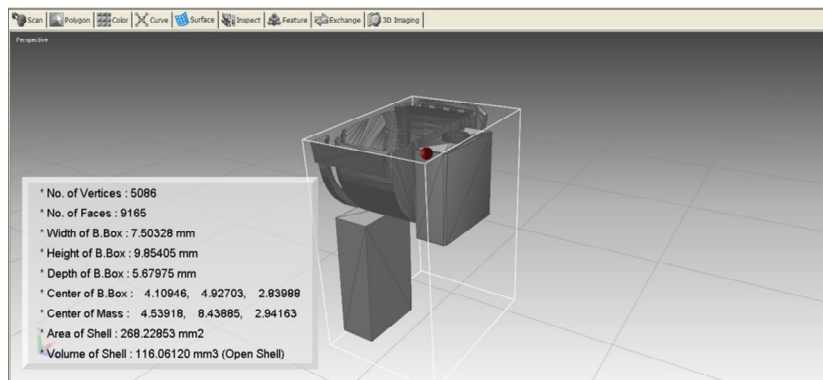 Scan Polygon Color Curve Surface Inspect Feature Exchange 3D Imaging
Perspective
* No. of Vertices : 5086
* No. of Faces : 9165
* Width of B.Box : 7.50328 mm
* Height of B.Box : 9.85405 mm
* Depth of B.Box : 5.67975 mm
* Center of B.Box : 4.10946, 4.92703, 2.83988
* Center of Mass : 4.53918, 8.43885, 2.94163
* Area of Shell : 268.22853 mm2
* Volume of Shell : 116.06120 mm3 (Open Shell)